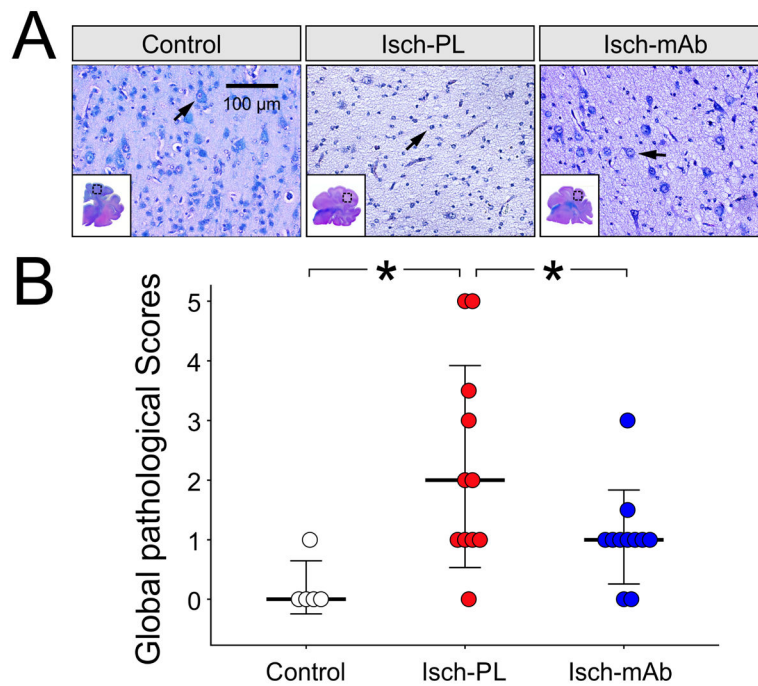 A
Control Isch-PL Isch-mAb
100 μm
B
* *
Global pathological Scores
5
4
3
2
1
0
Control Isch-PL Isch-mAb